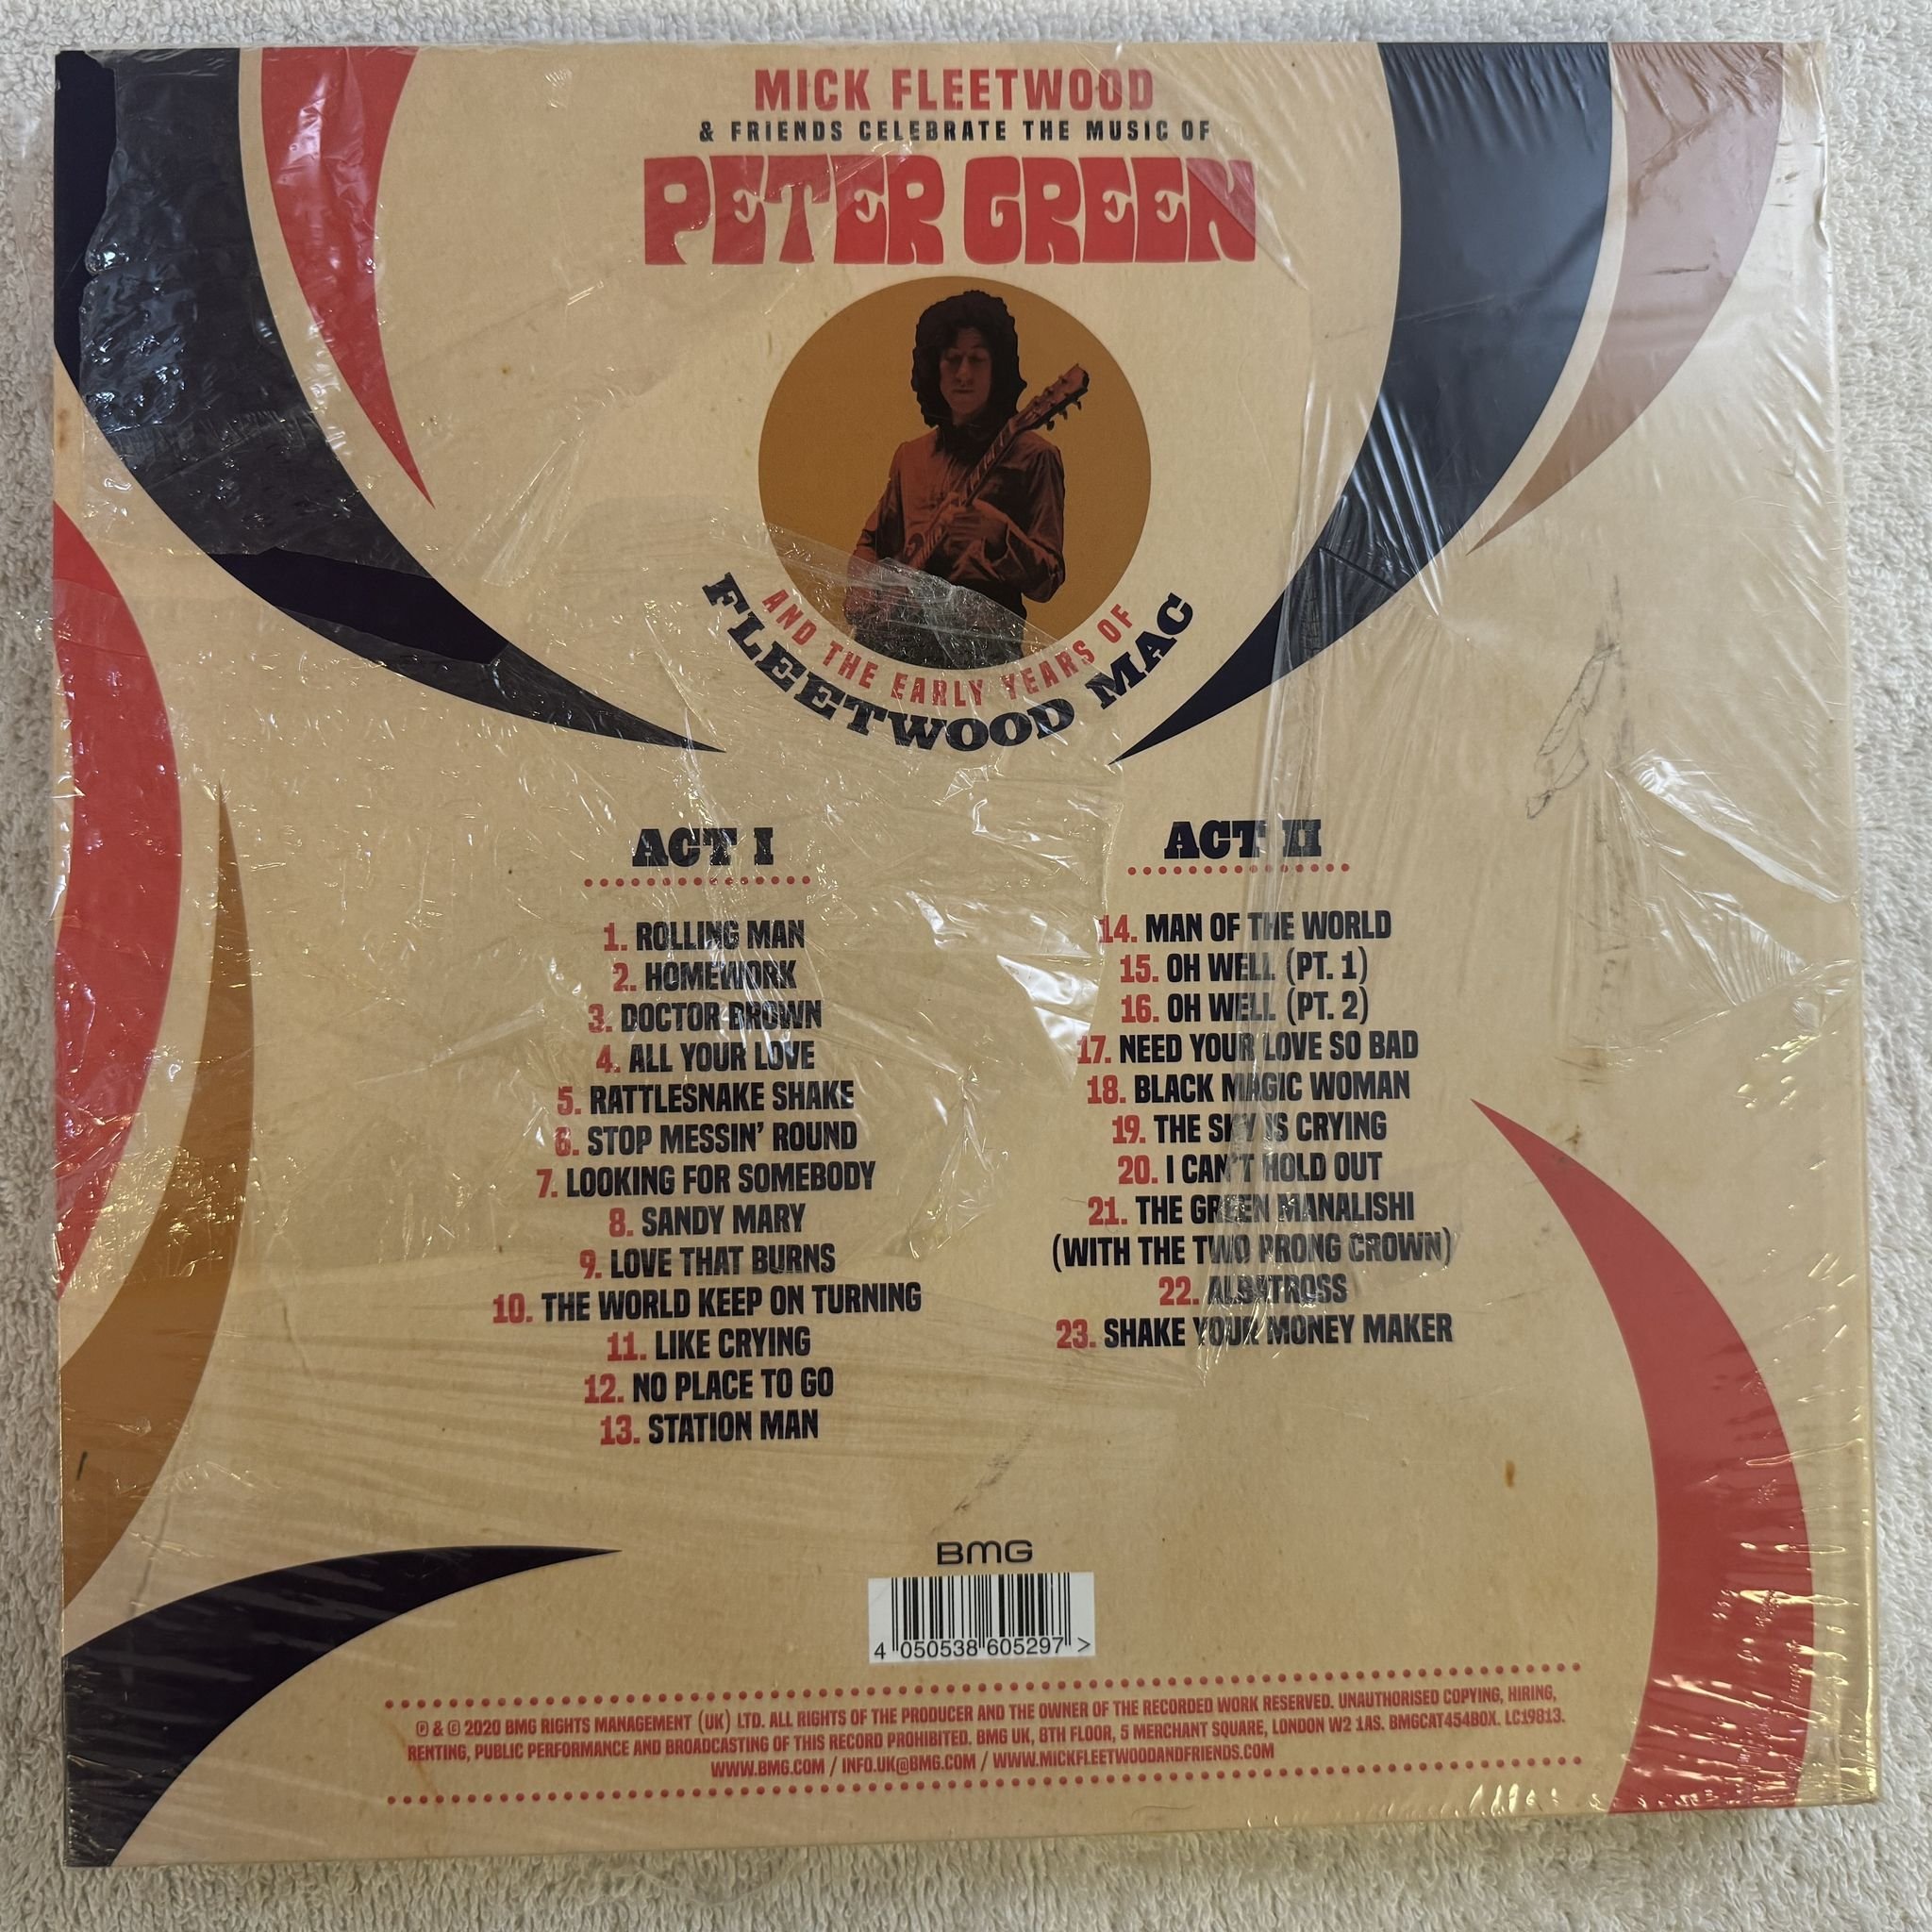 MICK FLEETWOOD
& FRIENDS CELEBRATE THE MUSIC OF
PETER GREEN
AND THE EARLY YEARS OF
FLEETWOOD MAC
ACT I
1. ROLLING MAN
2. HOMEWORK
3. DOCTOR BROWN
4. ALL YOUR LOVE
5. RATTLESNAKE SHAKE
6. STOP MESSIN' ROUND
7. LOOKING FOR SOMEBODY
8. SANDY MARY
9. LOVE THAT BURNS
10. THE WORLD KEEP ON TURNING
11. LIKE CRYING
12. NO PLACE TO GO
13. STATION MAN
ACT II
14. MAN OF THE WORLD
15. OH WELL (PT. 1)
16. OH WELL (PT. 2)
17. NEED YOUR LOVE SO BAD
18. BLACK MAGIC WOMAN
19. THE SKY IS CRYING
20. I CAN'T HOLD OUT
21. THE GREEN MANALISHI
(WITH THE TWO PRONG CROWN)
22. ALBATROSS
23. SHAKE YOUR MONEY MAKER
BMG
4 050538 605297 >
℗ & © 2020 BMG RIGHTS MANAGEMENT (UK) LTD. ALL RIGHTS OF THE PRODUCER AND THE OWNER OF THE RECORDED WORK RESERVED. UNAUTHORISED COPYING, HIRING,
RENTING, PUBLIC PERFORMANCE AND BROADCASTING OF THIS RECORD PROHIBITED. BMG UK, 8TH FLOOR, 5 MERCHANT SQUARE, LONDON W2 1AS. BMGCAT454BOX. LC19813.
WWW.BMG.COM / INFO.UK@BMG.COM / WWW.MICKFLEETWOODANDFRIENDS.COM